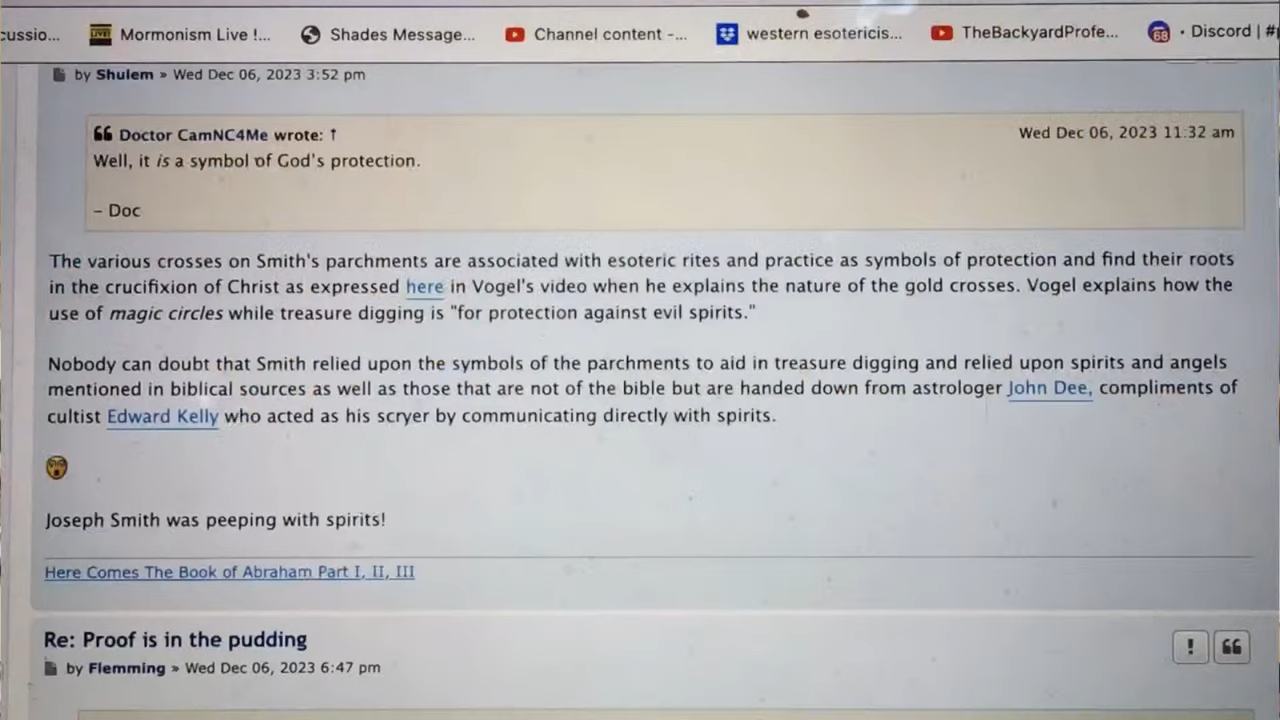 cussio...
LIVE!
Mormonism Live !...
Shades Message...
Channel content -...
western esotericis...
TheBackyardProfe...
68
• Discord | #p
by Shulem » Wed Dec 06, 2023 3:52 pm
Doctor CamNC4Me wrote: ↑ Wed Dec 06, 2023 11:32 am
Well, it is a symbol of God's protection.
– Doc
The various crosses on Smith's parchments are associated with esoteric rites and practice as symbols of protection and find their roots
in the crucifixion of Christ as expressed here in Vogel's video when he explains the nature of the gold crosses. Vogel explains how the
use of magic circles while treasure digging is "for protection against evil spirits."
Nobody can doubt that Smith relied upon the symbols of the parchments to aid in treasure digging and relied upon spirits and angels
mentioned in biblical sources as well as those that are not of the bible but are handed down from astrologer John Dee, compliments of
cultist Edward Kelly who acted as his scryer by communicating directly with spirits.
Joseph Smith was peeping with spirits!
Here Comes The Book of Abraham Part I, II, III
Re: Proof is in the pudding
by Flemming » Wed Dec 06, 2023 6:47 pm